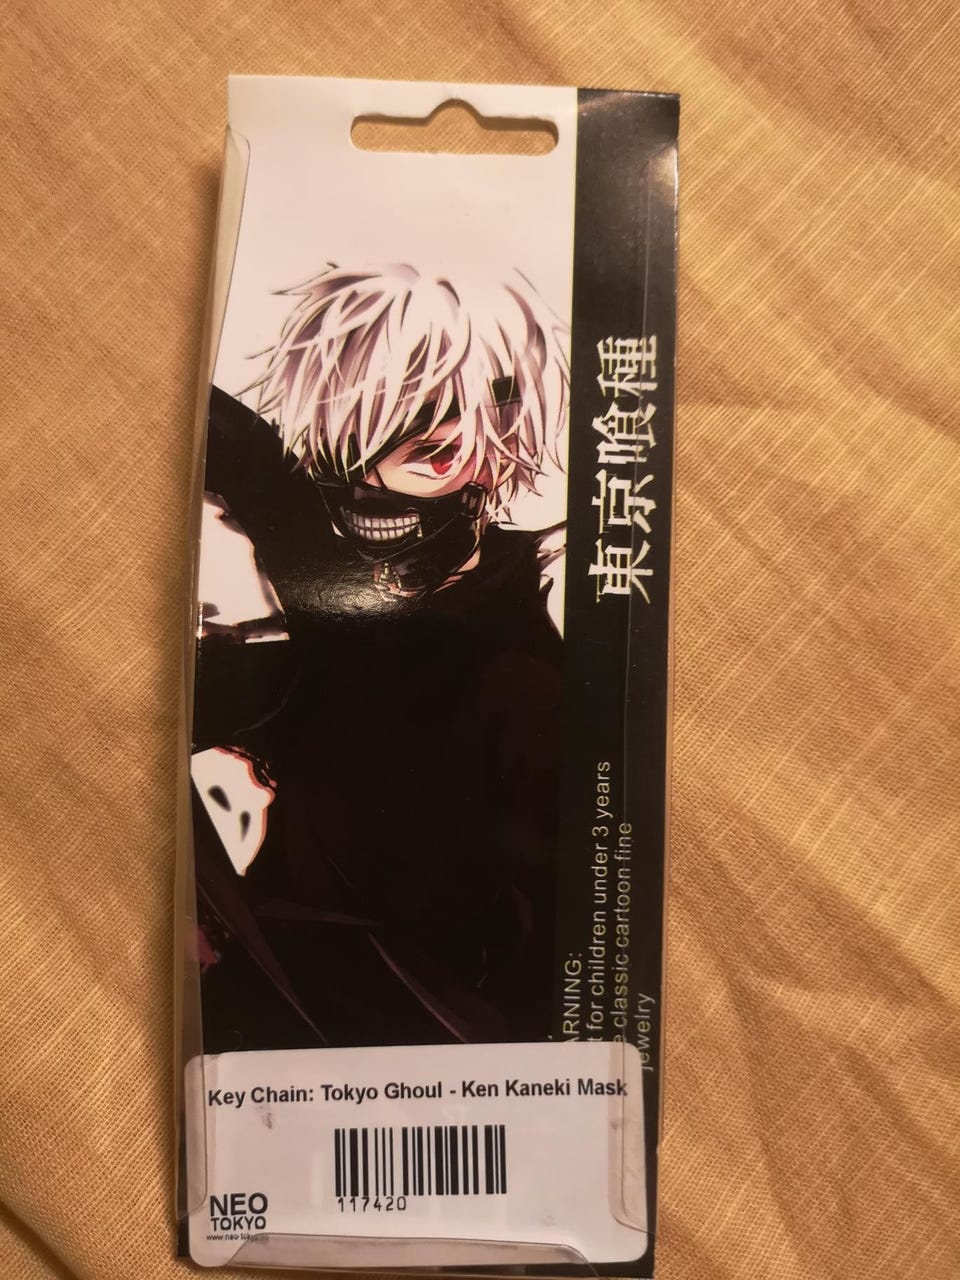 東京喰種
ARNING:
t for children under 3 years
e classic cartoon fine
jewelry
Key Chain: Tokyo Ghoul - Ken Kaneki Mask
117420
NEO
TOKYO